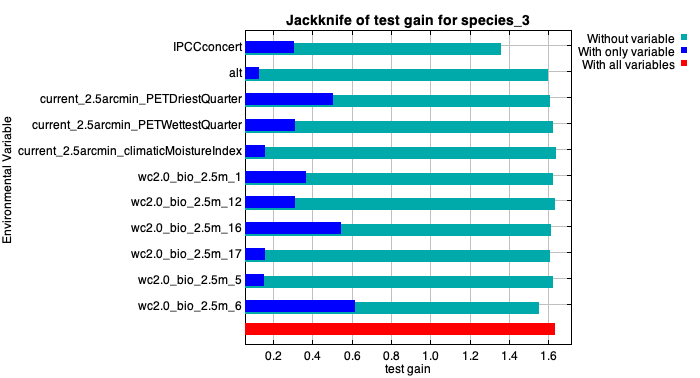 Jackknife of test gain for species_3
Without variable
With only variable
With all variables
Environmental Variable
IPCCconcert
alt
current_2.5arcmin_PETDriestQuarter
current_2.5arcmin_PETWettestQuarter
current_2.5arcmin_climaticMoistureIndex
wc2.0_bio_2.5m_1
wc2.0_bio_2.5m_12
wc2.0_bio_2.5m_16
wc2.0_bio_2.5m_17
wc2.0_bio_2.5m_5
wc2.0_bio_2.5m_6
0.2 0.4 0.6 0.8 1.0 1.2 1.4 1.6
test gain